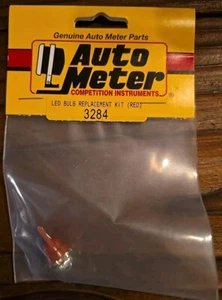 Genuine Auto Meter Parts
Auto
Meter
COMPETITION INSTRUMENTS
LED BULB REPLACEMENT KIT (RED)
3284